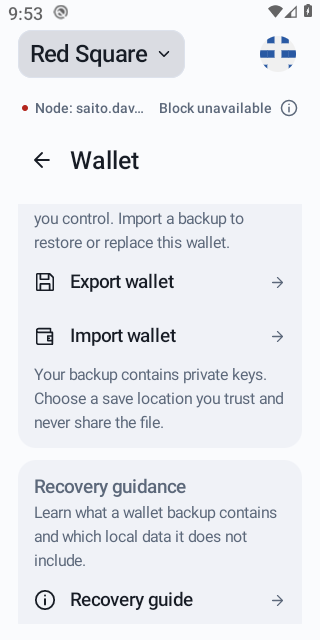 9:53
Red Square
Node: saito.dav... Block unavailable
Wallet
you control. Import a backup to
restore or replace this wallet.
Export wallet
Import wallet
Your backup contains private keys.
Choose a save location you trust and
never share the file.
Recovery guidance
Learn what a wallet backup contains
and which local data it does not
include.
Recovery guide